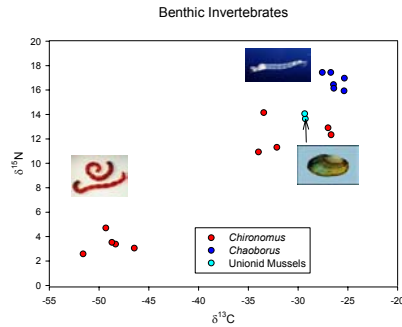 Benthic Invertebrates
20
18
16
14
12
10
8
6
4
2
0
δ15N
Chironomus
Chaoborus
Unionid Mussels
-55 -50 -45 -40 -35 -30 -25 -20
δ13C